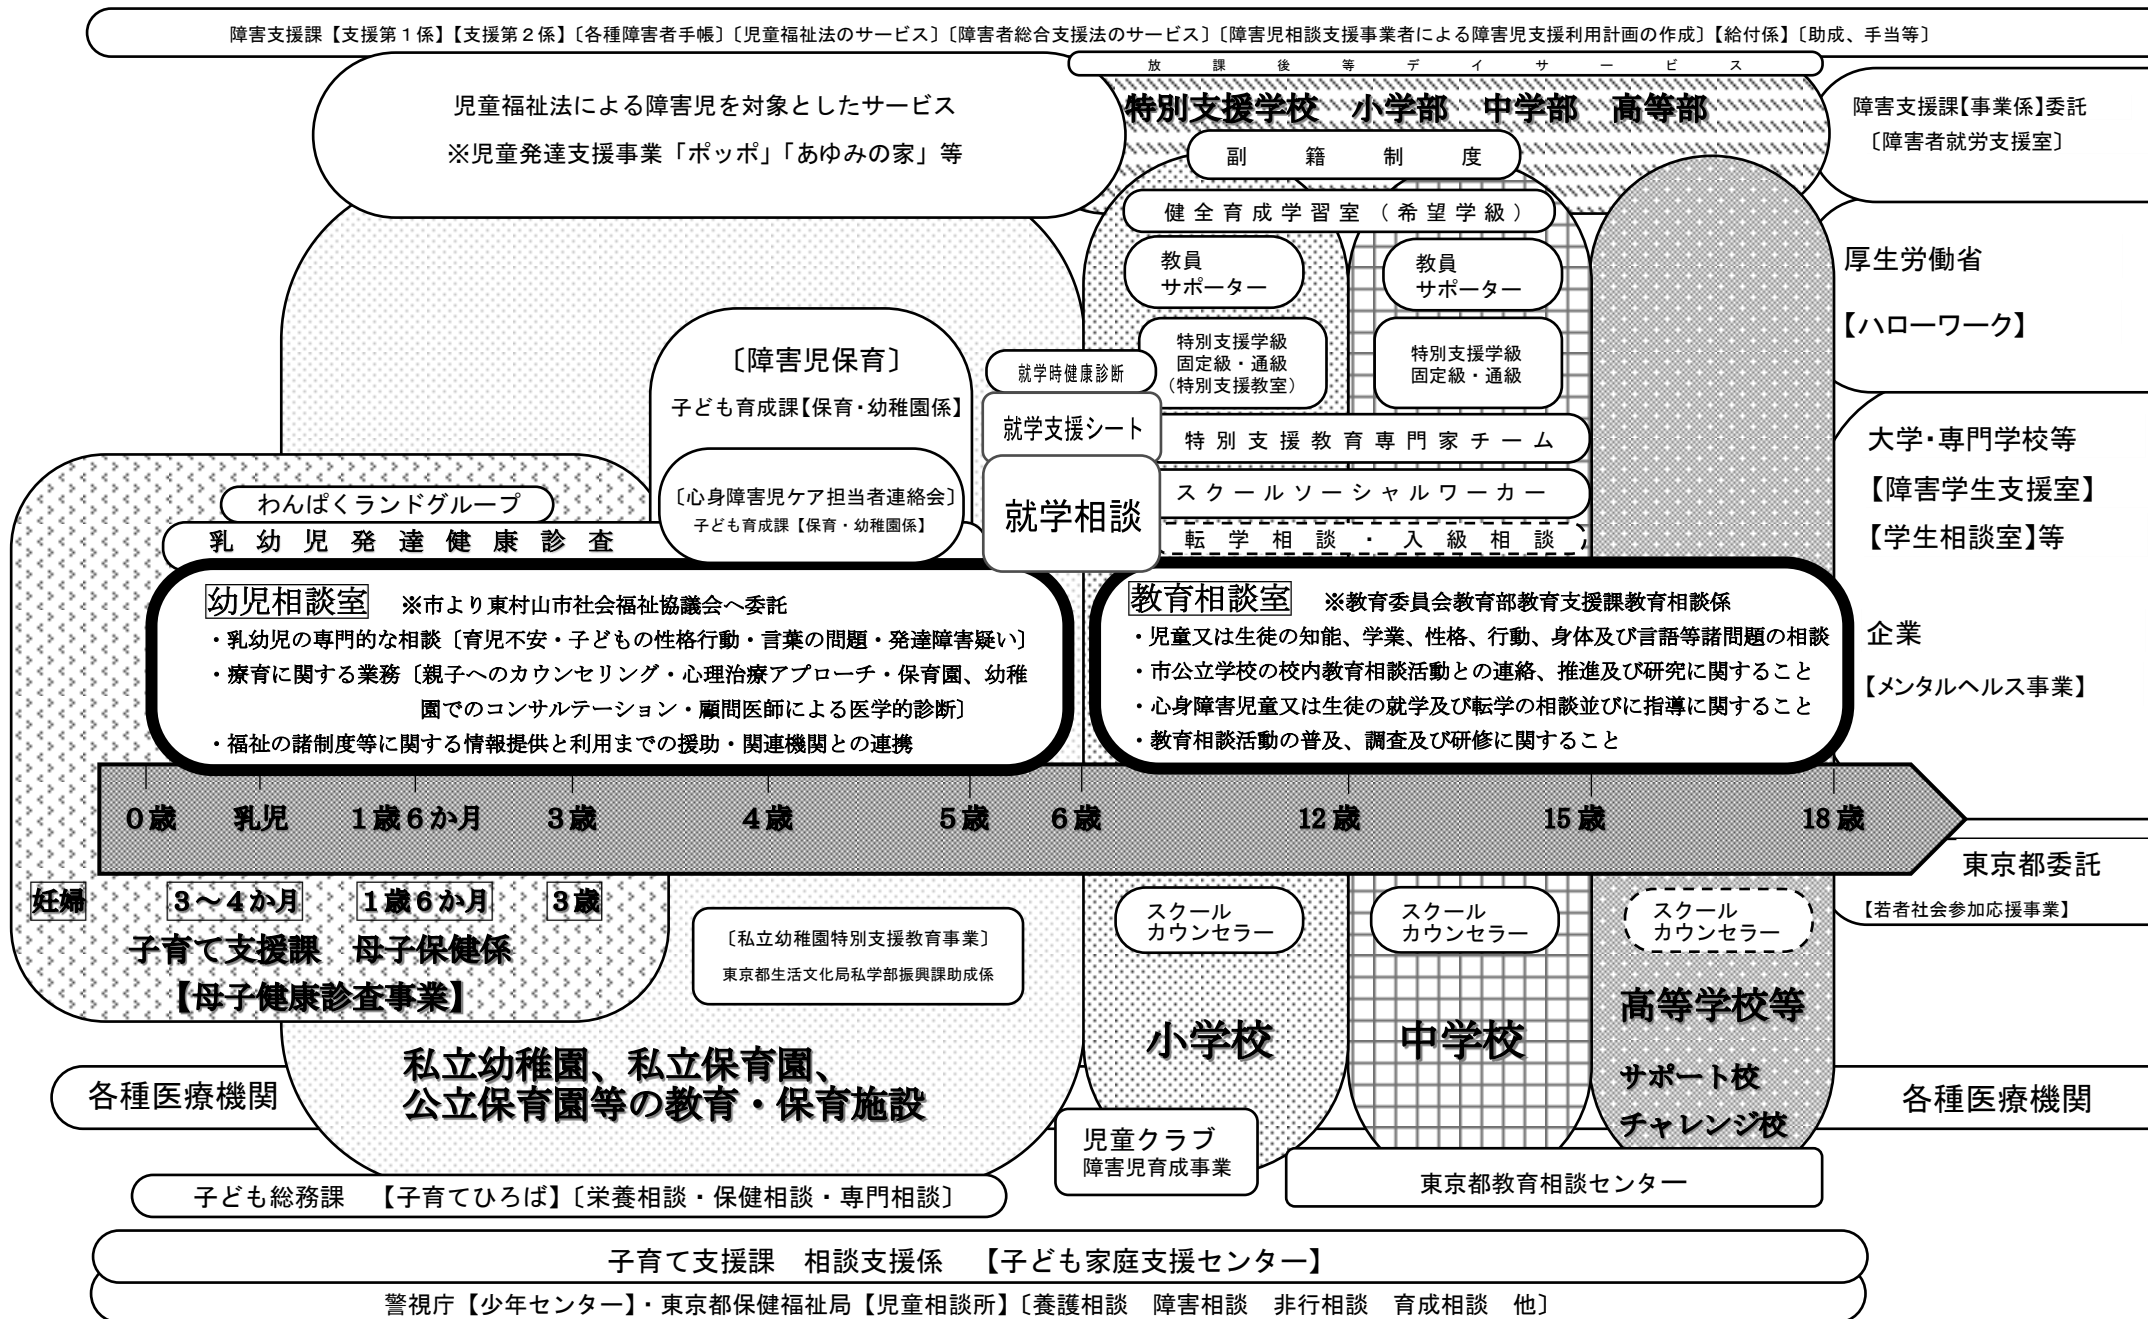 障害支援課【支援第1係】【支援第2係】〔各種障害者手帳〕〔児童福祉法のサービス〕〔障害者総合支援法のサービス〕〔障害児相談支援事業者による障害児支援利用計画の作成〕【給付係】〔助成、手当等〕
放課後等デイサービス
児童福祉法による障害児を対象としたサービス
※児童発達支援事業「ポッポ」「あゆみの家」等
特別支援学校　小学部　中学部　高等部
障害支援課【事業係】委託
〔障害者就労支援室〕
副籍制度
健全育成学習室（希望学級）
教員
サポーター
教員
サポーター
厚生労働省
【ハローワーク】
特別支援学級
固定級・通級
（特別支援教室）
特別支援学級
固定級・通級
〔障害児保育〕
子ども育成課【保育・幼稚園係】
就学時健康診断
就学支援シート
特別支援教育専門家チーム
大学・専門学校等
【障害学生支援室】
【学生相談室】等
わんぱくランドグループ
〔心身障害児ケア担当者連絡会〕
子ども育成課【保育・幼稚園係】
就学相談
スクールソーシャルワーカー
乳幼児発達健康診査
転学相談・入級相談
幼児相談室　※市より東村山市社会福祉協議会へ委託
・乳幼児の専門的な相談〔育児不安・子どもの性格行動・言葉の問題・発達障害疑い〕
・療育に関する業務〔親子へのカウンセリング・心理治療アプローチ・保育園、幼稚
園でのコンサルテーション・顧問医師による医学的診断〕
・福祉の諸制度等に関する情報提供と利用までの援助・関連機関との連携
教育相談室　※教育委員会教育部教育支援課教育相談係
・児童又は生徒の知能、学業、性格、行動、身体及び言語等諸問題の相談
・市公立学校の校内教育相談活動との連絡、推進及び研究に関すること
・心身障害児童又は生徒の就学及び転学の相談並びに指導に関すること
・教育相談活動の普及、調査及び研修に関すること
企業
【メンタルヘルス事業】
0歳　乳児　1歳6か月　3歳　4歳　5歳　6歳　12歳　15歳　18歳
妊婦　3～4か月　1歳6か月　3歳
子育て支援課　母子保健係
【母子健康診査事業】
〔私立幼稚園特別支援教育事業〕
東京都生活文化局私学部振興課助成係
スクール
カウンセラー
スクール
カウンセラー
スクール
カウンセラー
東京都委託
【若者社会参加応援事業】
小学校
中学校
高等学校等
サポート校
チャレンジ校
私立幼稚園、私立保育園、
公立保育園等の教育・保育施設
各種医療機関
各種医療機関
児童クラブ
障害児育成事業
東京都教育相談センター
子ども総務課　【子育てひろば】〔栄養相談・保健相談・専門相談〕
子育て支援課　相談支援係　【子ども家庭支援センター】
警視庁【少年センター】・東京都保健福祉局【児童相談所】〔養護相談　障害相談　非行相談　育成相談　他〕